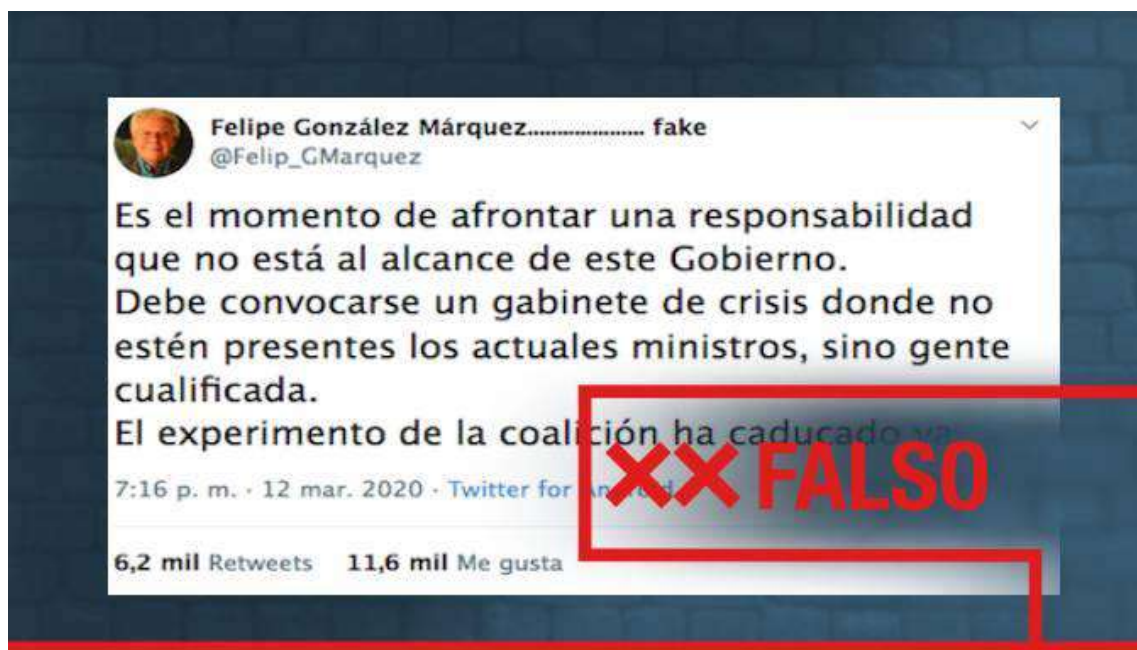 Felipe González Márquez..................... fake
@Felip_GMarquez
Es el momento de afrontar una responsabilidad
que no está al alcance de este Gobierno.
Debe convocarse un gabinete de crisis donde no
estén presentes los actuales ministros, sino gente
cualificada.
El experimento de la coalición ha caducado ya
7:16 p. m. · 12 mar. 2020 · Twitter for Android
XX FALSO
6,2 mil Retweets 11,6 mil Me gusta